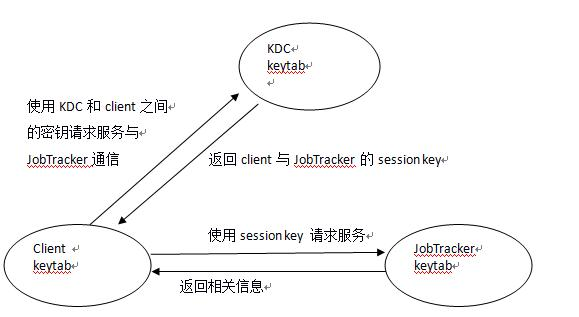 KDC
keytab
使用 KDC 和 client 之间
的密钥请求服务与
JobTracker 通信
返回 client 与 JobTracker 的 session key
使用 session key 请求服务
Client
keytab
JobTracker
keytab
返回相关信息